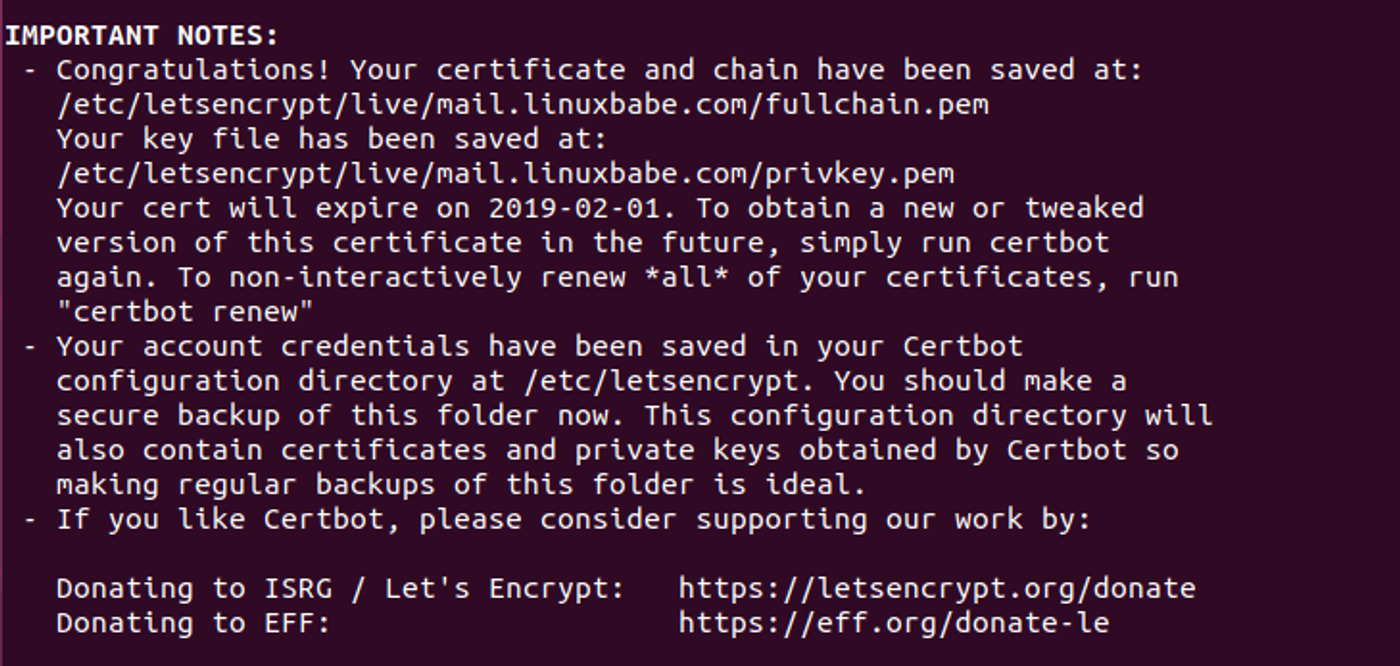 IMPORTANT NOTES:
- Congratulations! Your certificate and chain have been saved at:
/etc/letsencrypt/live/mail.linuxbabe.com/fullchain.pem
Your key file has been saved at:
/etc/letsencrypt/live/mail.linuxbabe.com/privkey.pem
Your cert will expire on 2019-02-01. To obtain a new or tweaked
version of this certificate in the future, simply run certbot
again. To non-interactively renew *all* of your certificates, run
"certbot renew"
- Your account credentials have been saved in your Certbot
configuration directory at /etc/letsencrypt. You should make a
secure backup of this folder now. This configuration directory will
also contain certificates and private keys obtained by Certbot so
making regular backups of this folder is ideal.
- If you like Certbot, please consider supporting our work by:
Donating to ISRG / Let's Encrypt:   https://letsencrypt.org/donate
Donating to EFF:                    https://eff.org/donate-le